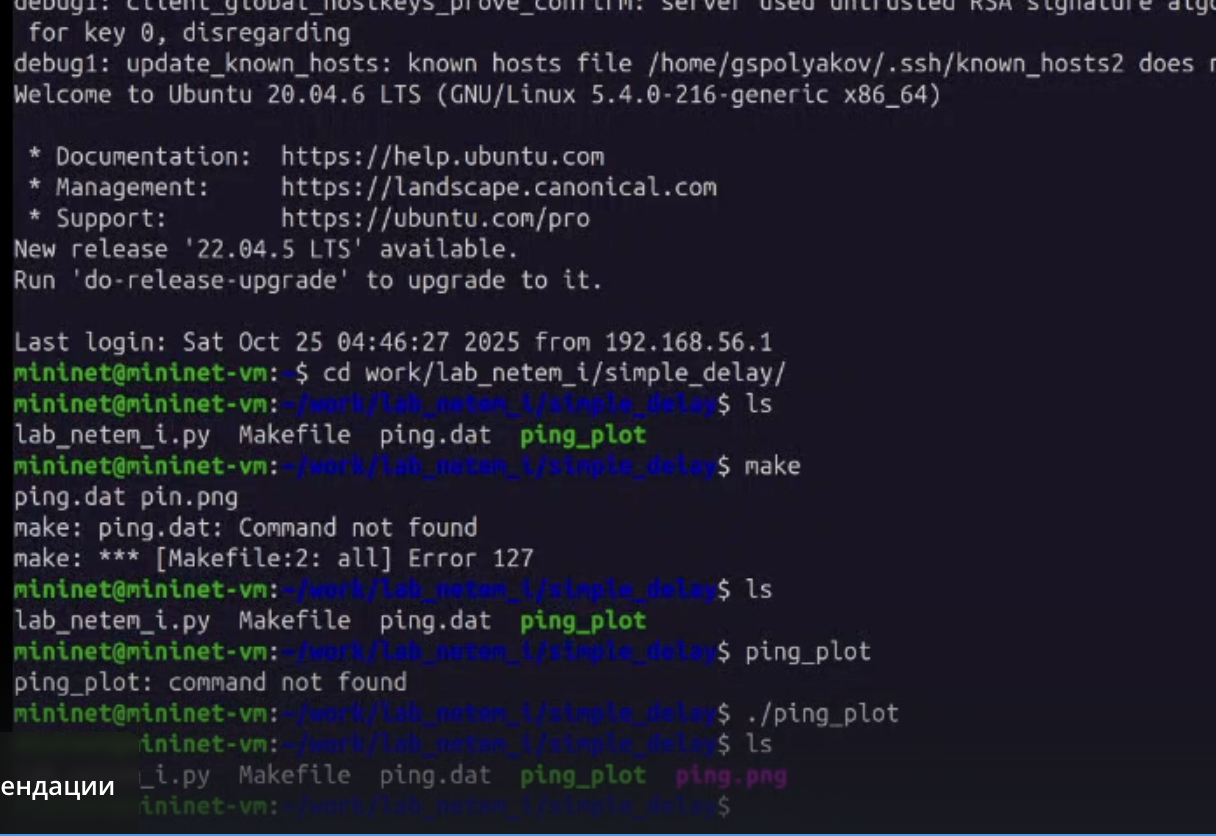 debug1: client_global_hostkeys_prove_confirm: server used untrusted RSA signature algo
for key 0, disregarding
debug1: update_known_hosts: known hosts file /home/gspolyakov/.ssh/known_hosts2 does n
Welcome to Ubuntu 20.04.6 LTS (GNU/Linux 5.4.0-216-generic x86_64)
* Documentation:  https://help.ubuntu.com
* Management:     https://landscape.canonical.com
* Support:        https://ubuntu.com/pro
New release '22.04.5 LTS' available.
Run 'do-release-upgrade' to upgrade to it.
Last login: Sat Oct 25 04:46:27 2025 from 192.168.56.1
mininet@mininet-vm:~$ cd work/lab_netem_i/simple_delay/
mininet@mininet-vm:~/work/lab_netem_i/simple_delay$ ls
lab_netem_i.py  Makefile  ping.dat  ping_plot
mininet@mininet-vm:~/work/lab_netem_i/simple_delay$ make
ping.dat pin.png
make: ping.dat: Command not found
make: *** [Makefile:2: all] Error 127
mininet@mininet-vm:~/work/lab_netem_i/simple_delay$ ls
lab_netem_i.py  Makefile  ping.dat  ping_plot
mininet@mininet-vm:~/work/lab_netem_i/simple_delay$ ping_plot
ping_plot: command not found
mininet@mininet-vm:~/work/lab_netem_i/simple_delay$ ./ping_plot
ininet-vm:~/work/lab_netem_i/simple_delay$ ls
_i.py  Makefile  ping.dat  ping_plot  ping.png
ендации
ininet-vm:~/work/lab_netem_i/simple_delay$